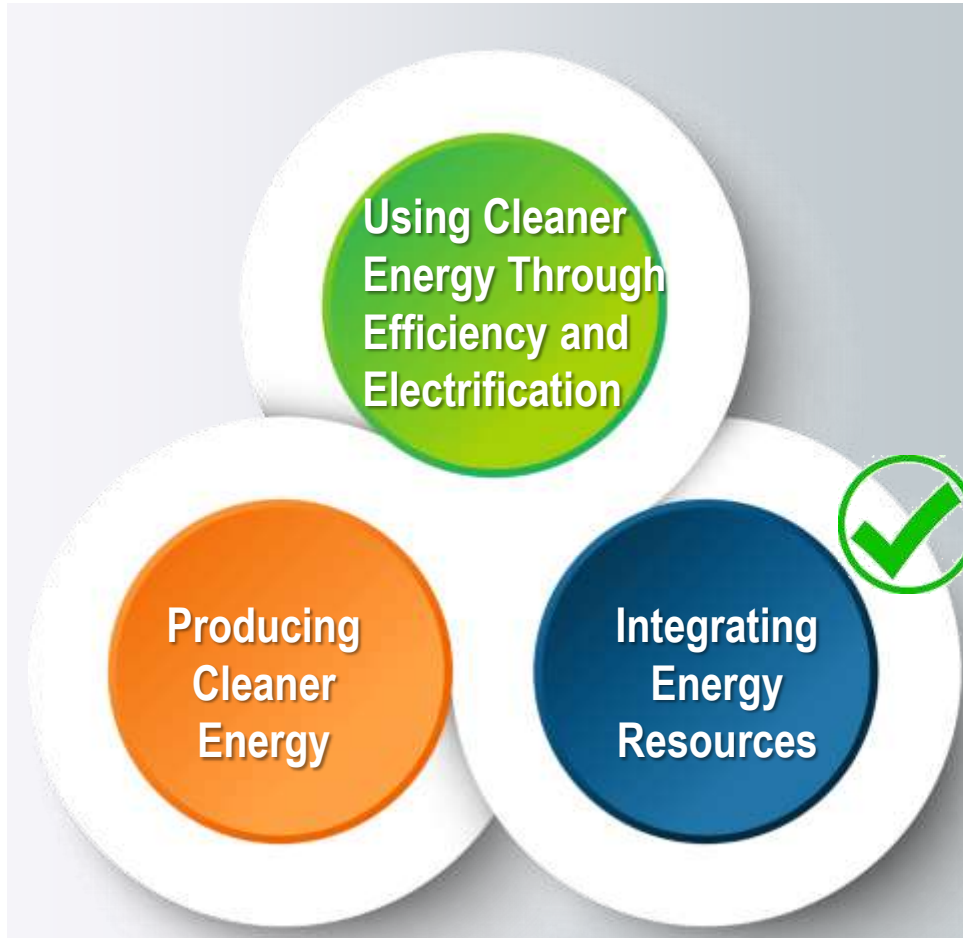 Using Cleaner
Energy Through
Efficiency and
Electrification
Producing
Cleaner
Energy
Integrating
Energy
Resources